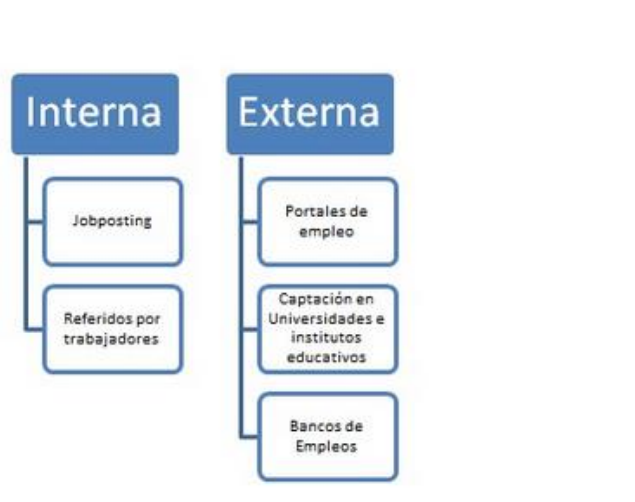 Interna
Jobposting
Referidos por
trabajadores
Externa
Portales de
empleo
Captación en
Universidades e
institutos
educativos
Bancos de
Empleos